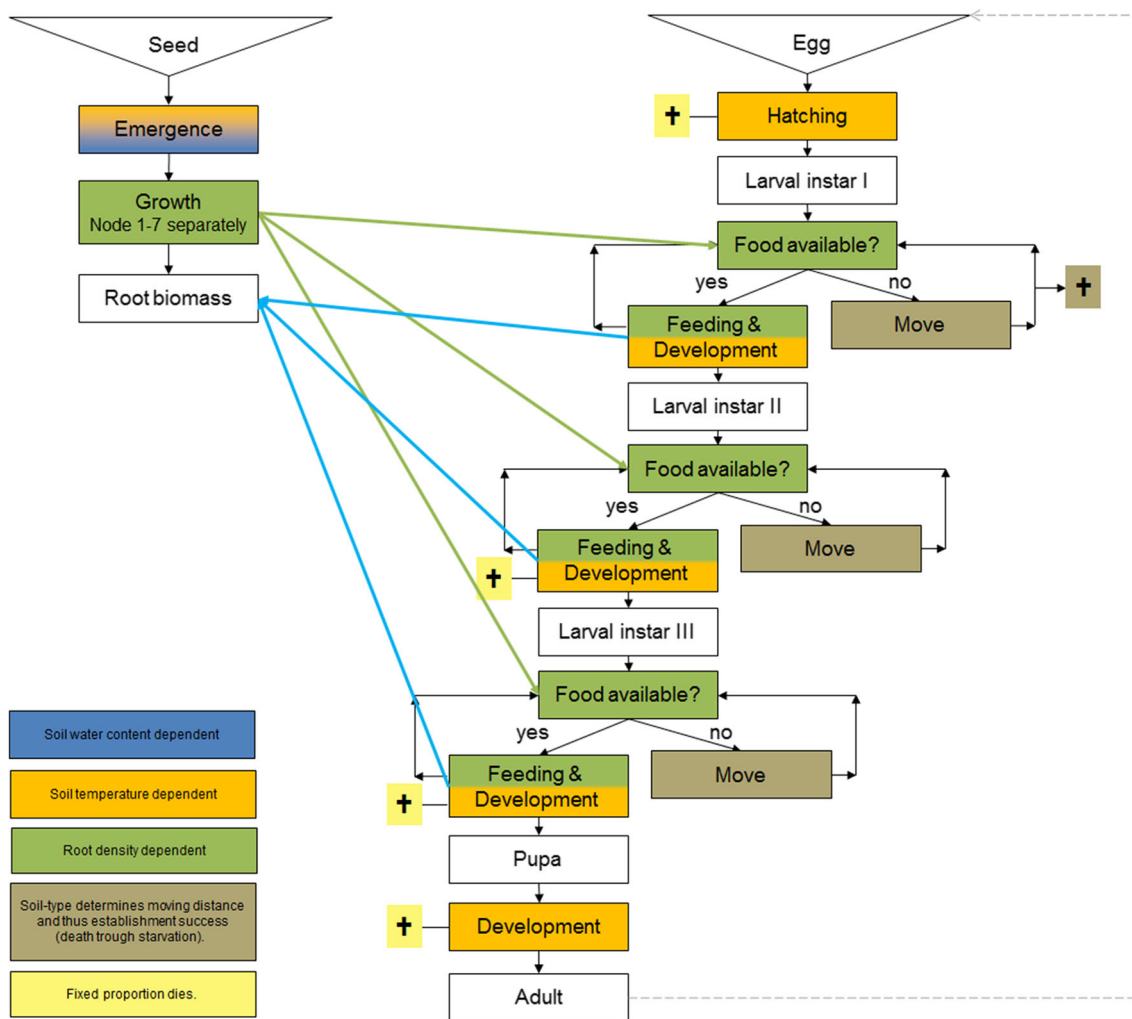 Seed
Emergence
Growth
Node 1-7 separately
Root biomass
Egg
✝
Hatching
Larval instar I
Food available?
yes
no
✝
Feeding &
Development
Move
Larval instar II
Food available?
yes
no
Feeding &
Development
✝
Move
Larval instar III
Food available?
yes
no
Feeding &
Development
✝
Move
Pupa
✝
Development
Adult
Soil water content dependent
Soil temperature dependent
Root density dependent
Soil-type determines moving distance
and thus establishment success
(death trough starvation).
Fixed proportion dies.